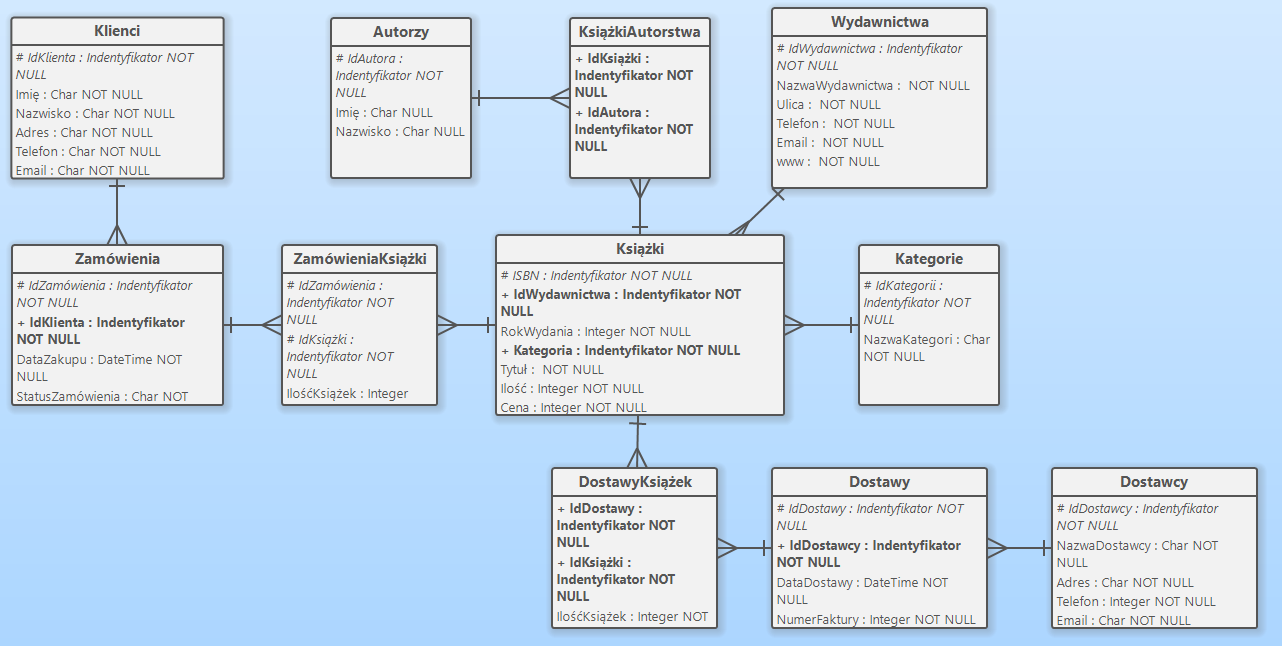 Klienci
# IdKlienta : Indentyfikator NOT
NULL
Imię : Char NOT NULL
Nazwisko : Char NOT NULL
Adres : Char NOT NULL
Telefon : Char NOT NULL
Email : Char NOT NULL
Autorzy
# IdAutora :
Indentyfikator NOT
NULL
Imię : Char NULL
Nazwisko : Char NULL
KsiążkiAutorstwa
+ IdKsiążki :
Indentyfikator NOT
NULL
+ IdAutora :
Indentyfikator NOT
NULL
Wydawnictwa
# IdWydawnictwa : Indentyfikator
NOT NULL
NazwaWydawnictwa :  NOT NULL
Ulica :  NOT NULL
Telefon :  NOT NULL
Email :  NOT NULL
www :  NOT NULL
Zamówienia
# IdZamówienia : Indentyfikator
NOT NULL
+ IdKlienta : Indentyfikator
NOT NULL
DataZakupu : DateTime NOT
NULL
StatusZamówienia : Char NOT
ZamówieniaKsiążki
# IdZamówienia :
Indentyfikator NOT
NULL
# IdKsiążki :
Indentyfikator NOT
NULL
IlośćKsiążek : Integer
Książki
# ISBN : Indentyfikator NOT NULL
+ IdWydawnictwa : Indentyfikator NOT
NULL
RokWydania : Integer NOT NULL
+ Kategoria : Indentyfikator NOT NULL
Tytuł :  NOT NULL
Ilość : Integer NOT NULL
Cena : Integer NOT NULL
Kategorie
# IdKategorii :
Indentyfikator NOT
NULL
NazwaKategori : Char
NOT NULL
DostawyKsiążek
+ IdDostawy :
Indentyfikator NOT
NULL
+ IdKsiążki :
Indentyfikator NOT
NULL
IlośćKsiążek : Integer NOT
Dostawy
# IdDostawy : Indentyfikator NOT
NULL
+ IdDostawcy : Indentyfikator
NOT NULL
DataDostawy : DateTime NOT
NULL
NumerFaktury : Integer NOT NULL
Dostawcy
# IdDostawcy : Indentyfikator
NOT NULL
NazwaDostawcy : Char NOT
NULL
Adres : Char NOT NULL
Telefon : Integer NOT NULL
Email : Char NOT NULL